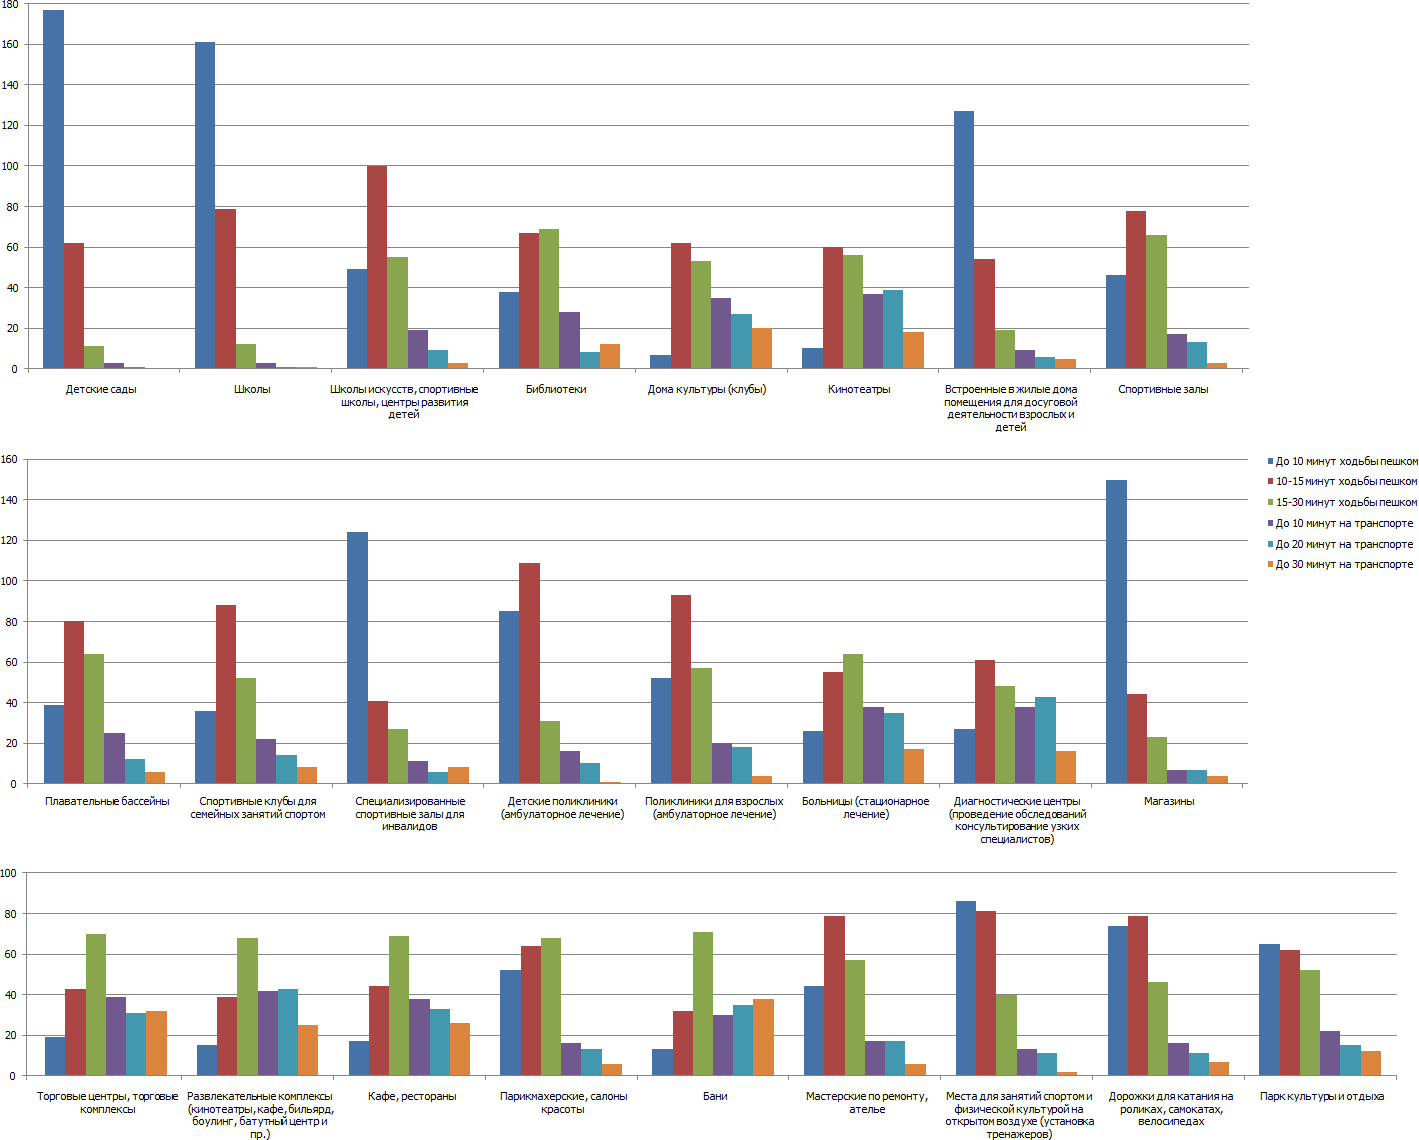 180
160
140
120
100
80
60
40
20
0
Детские сады
Школы
Школы искусств, спортивные
школы, центры развития
детей
Библиотеки
Дома культуры (клубы)
Кинотеатры
Встроенные в жилые дома
помещения для досуговой
деятельности взрослых и
детей
Спортивные залы
160
140
120
100
80
60
40
20
0
Плавательные бассейны
Спортивные клубы для
семейных занятий спортом
Специализированные
спортивные залы для
инвалидов
Детские поликлиники
(амбулаторное лечение)
Поликлиники для взрослых
(амбулаторное лечение)
Больницы (стационарное
лечение)
Диагностические центры
(проведение обследований
консультирование узких
специалистов)
Магазины
До 10 минут ходьбы пешком
10-15 минут ходьбы пешком
15-30 минут ходьбы пешком
До 10 минут на транспорте
До 20 минут на транспорте
До 30 минут на транспорте
100
80
60
40
20
0
Торговые центры, торговые
комплексы
Развлекательные комплексы
(кинотеатры, кафе, бильярд,
боулинг, батутный центр и
пр.)
Кафе, рестораны
Парикмахерские, салоны
красоты
Бани
Мастерские по ремонту,
ателье
Места для занятий спортом и
физической культурой на
открытом воздухе (установка
тренажеров)
Дорожки для катания на
роликах, самокатах,
велосипедах
Парк культуры и отдыха